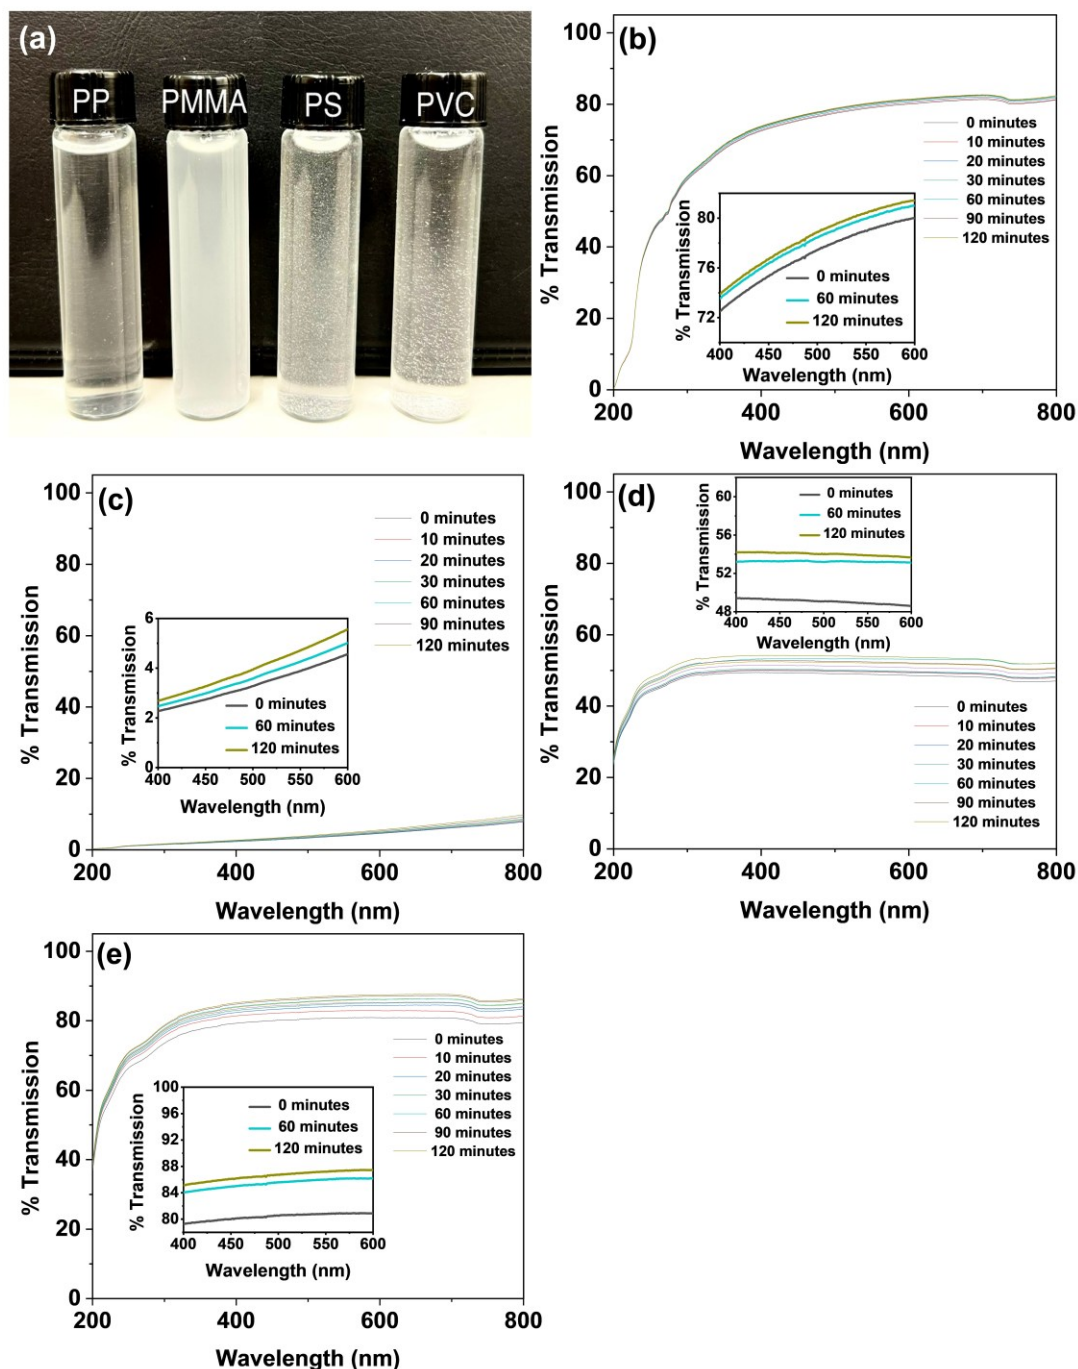 (a)
PP PMMA PS PVC
(b)
% Transmission
100
80
60
40
20
0
200 400 600 800
Wavelength (nm)
0 minutes
10 minutes
20 minutes
30 minutes
60 minutes
90 minutes
120 minutes
% Transmission
80
76
72
400 450 500 550 600
Wavelength (nm)
0 minutes
60 minutes
120 minutes
(c)
% Transmission
100
80
60
40
20
0
200 400 600 800
Wavelength (nm)
0 minutes
10 minutes
20 minutes
30 minutes
60 minutes
90 minutes
120 minutes
% Transmission
6
4
2
0
400 450 500 550 600
Wavelength (nm)
0 minutes
60 minutes
120 minutes
(d)
% Transmission
100
80
60
40
20
0
200 400 600 800
Wavelength (nm)
% Transmission
60
57
54
51
48
400 450 500 550 600
Wavelength (nm)
0 minutes
60 minutes
120 minutes
0 minutes
10 minutes
20 minutes
30 minutes
60 minutes
90 minutes
120 minutes
(e)
% Transmission
100
80
60
40
20
0
200 400 600 800
Wavelength (nm)
0 minutes
10 minutes
20 minutes
30 minutes
60 minutes
90 minutes
120 minutes
% Transmission
100
96
92
88
84
80
400 450 500 550 600
Wavelength (nm)
0 minutes
60 minutes
120 minutes